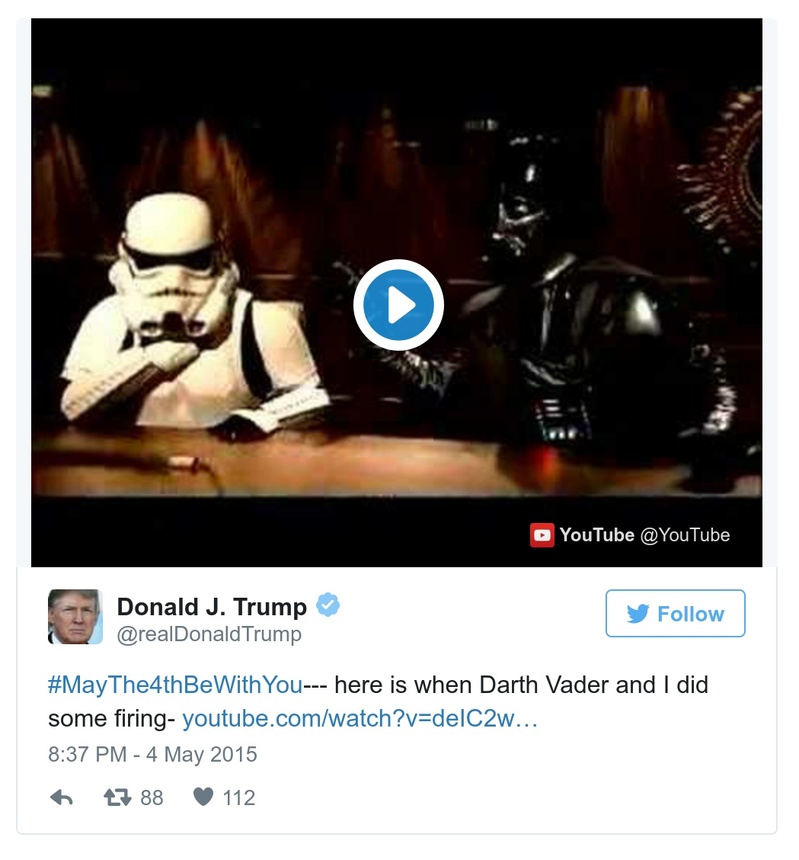 YouTube @YouTube
Donald J. Trump
Follow
@realDonaldTrump
#MayThe4thBeWithYou--- here is when Darth Vader and I did
some firing- youtube.com/watch?v=deIC2w…
8:37 PM - 4 May 2015
88 112